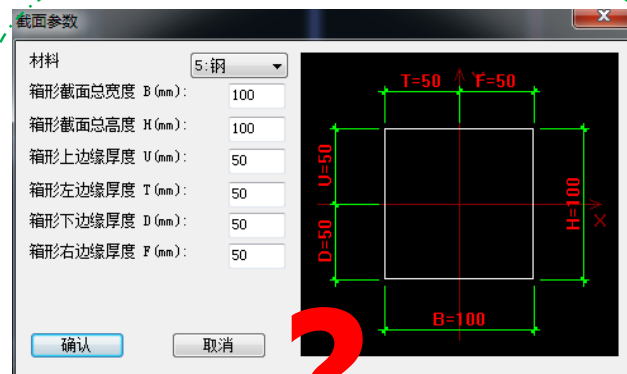 截面参数
材料
5:钢
箱形截面总宽度 B(mm):
100
箱形截面总高度 H(mm):
100
箱形上边缘厚度 U(mm):
50
箱形左边缘厚度 T(mm):
50
箱形下边缘厚度 D(mm):
50
箱形右边缘厚度 F(mm):
50
确认
取消
T=50
Y
F=50
U=50
D=50
H=100
X
B=100
?